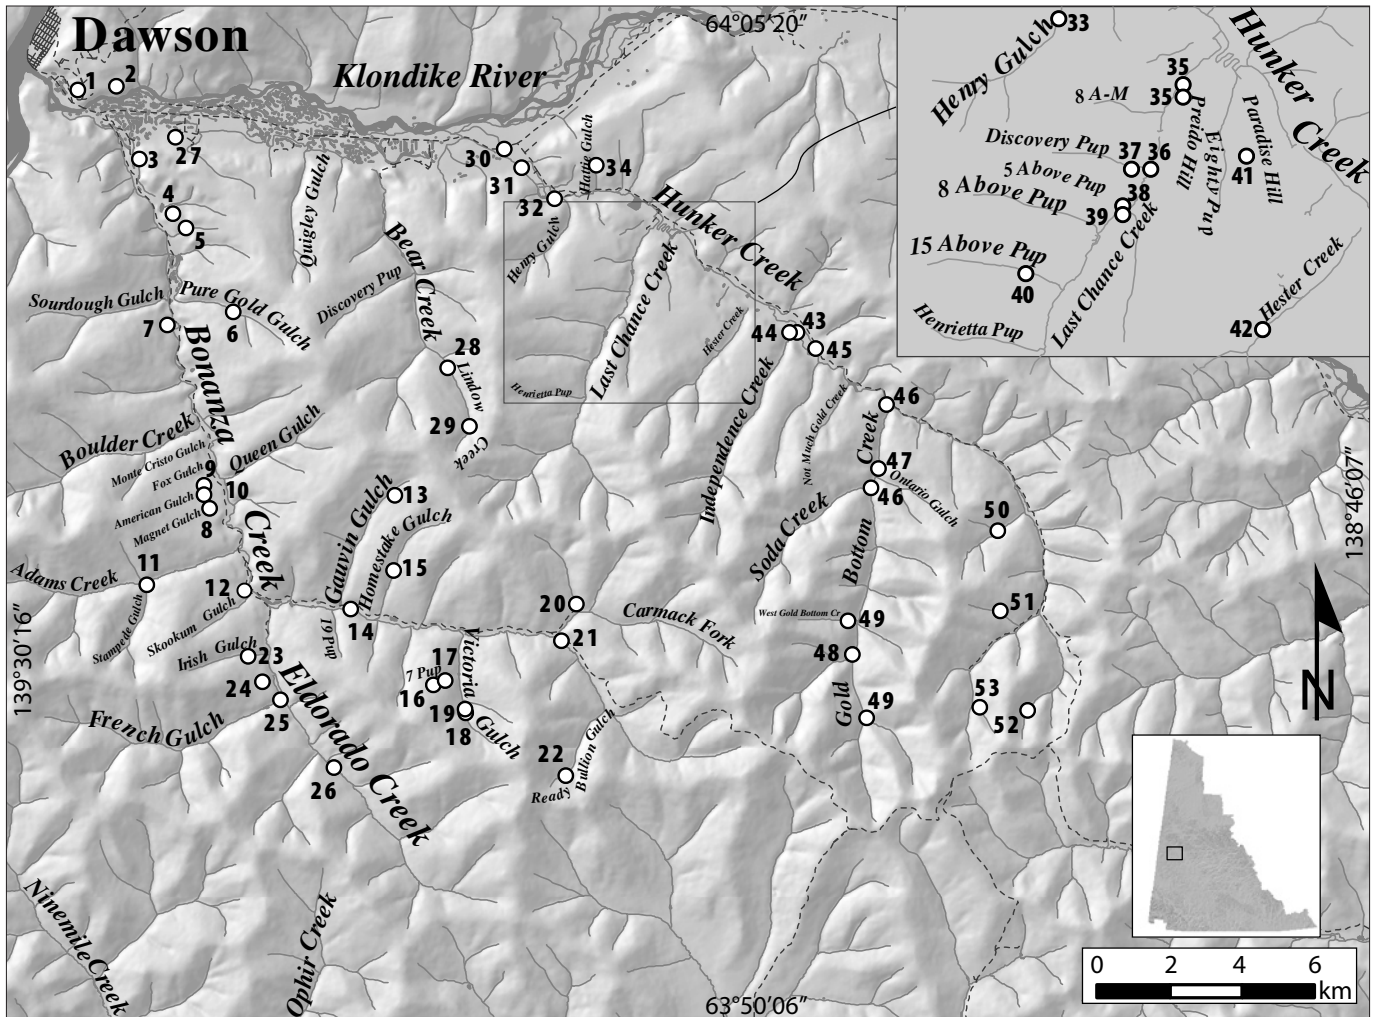 Dawson
64°05'20"
Klondike River
1
2
3
27
4
5
30
31
32
Hattie Gulch
34
Hunker Creek
Quigley Gulch
Bear Creek
Discovery Pup
Henry Gulch
Last Chance Creek
Hester Creek
Henrietta Pup
Sourdough Gulch
Pure Gold Gulch
7
6
Bonanza Creek
28
Lindow Creek
29
44
43
45
Independence Creek
Not Much Gold Creek
46
47
46
Ontario Gulch
Soda Creek
Gold Bottom Creek
Boulder Creek
Queen Gulch
Monte Cristo Gulch
Fox Gulch
9
10
American Gulch
8
Magnet Gulch
13
Gauvin Gulch
Homestake Gulch
15
50
51
Adams Creek
11
12
Stampede Gulch
Skookum Gulch
14
19 Pup
20
21
Carmack Fork
West Gold Bottom Cr.
49
48
49
53
52
Irish Gulch
23
24
25
French Gulch
Eldorado Creek
26
17
7 Pup
16
Victoria Gulch
19
18
22
Ready Bullion Gulch
Ninemile Creek
Ophir Creek
139°30'16"
138°46'07"
63°50'06"
Henry Gulch
33
Hunker Creek
35
35
8 A-M
Preido Hill
Eighty Pup
Paradise Hill
41
Discovery Pup
37
36
5 Above Pup
8 Above Pup
38
39
15 Above Pup
40
Last Chance Creek
Henrietta Pup
Hester Creek
42
N
0 2 4 6
km